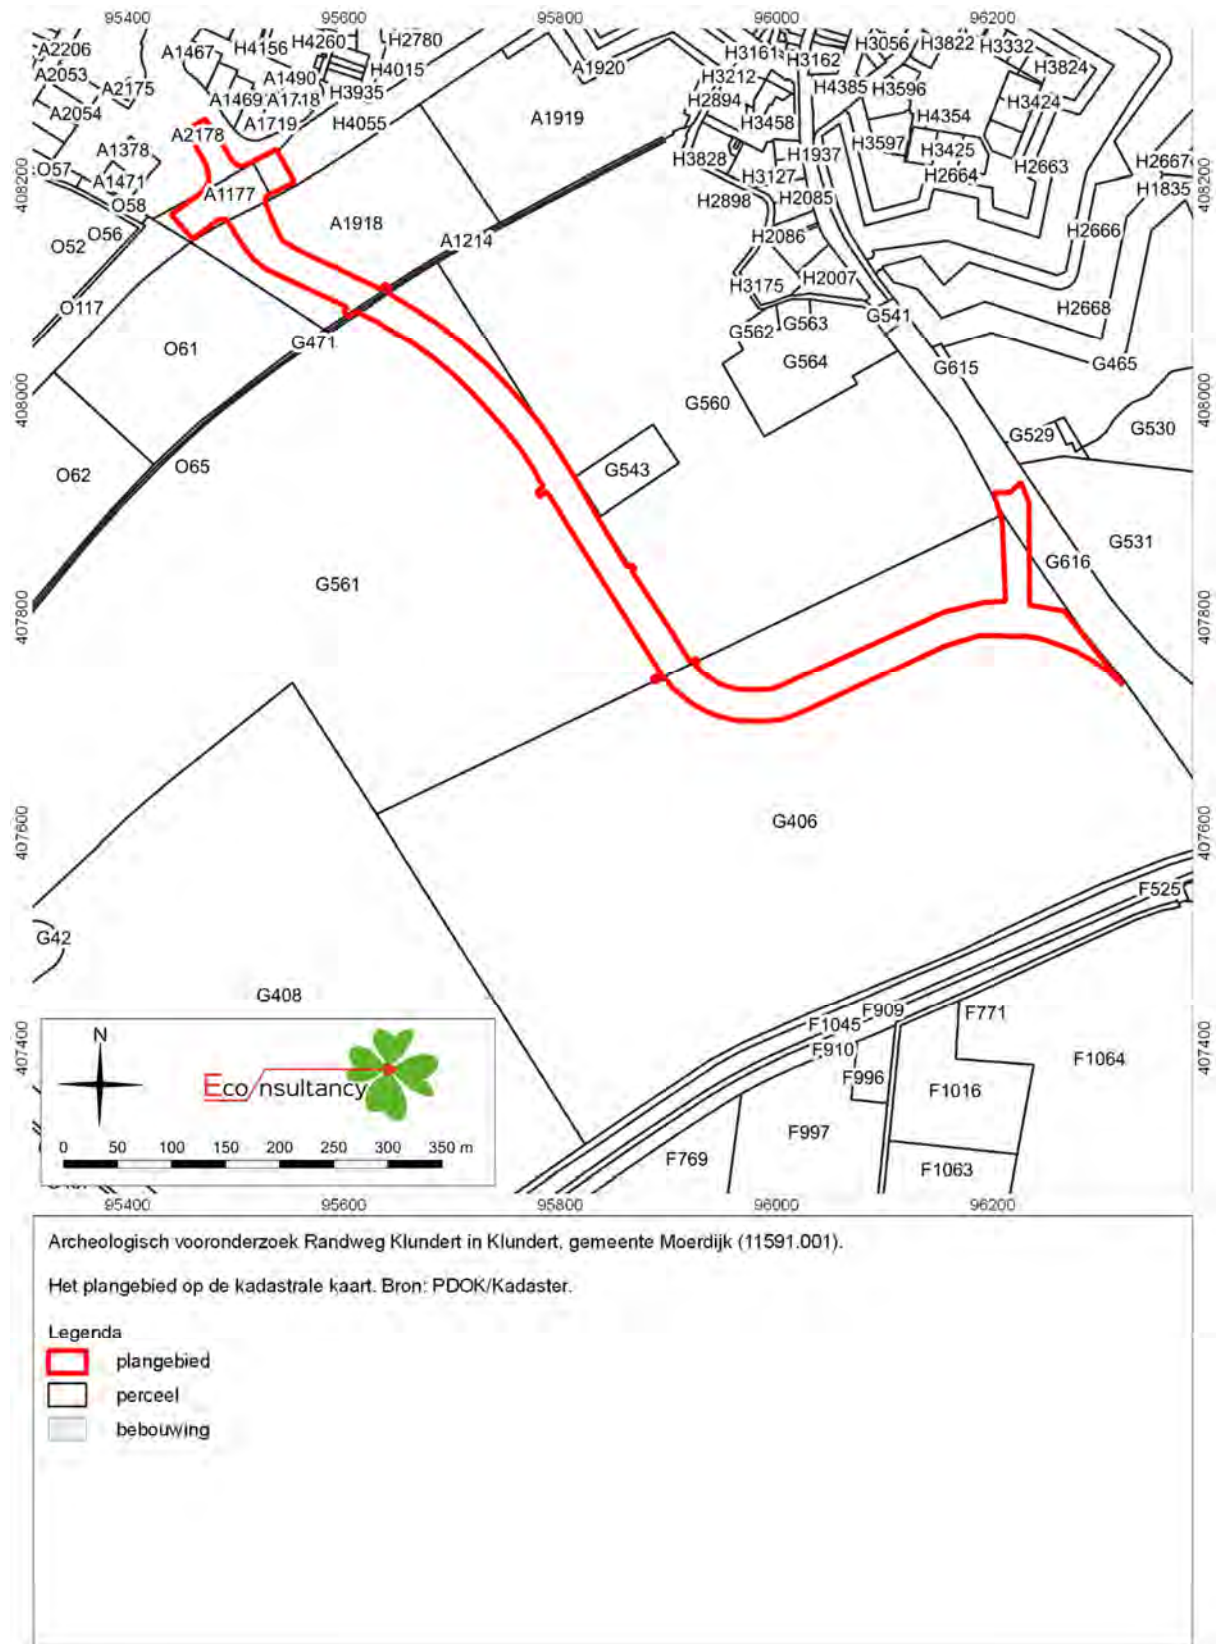 95400 95600 95800 96000 96200
A2206 A1467 H4156 H4260 H2780 H3161 H3056 H3822 H3332
A2053 A2175 A1490 H4015 A1920 H3212 H3162 H3824
A2054 A1469 A1718 H3935 H2894 H4385 H3596 H3424
A2178 A1719 H4055 A1919 H3458 H4354
A1378 H3828 H1937 H3597 H3425 H2663 H2667
O57 A1471 A1177 H3127 H2664 H1835
408200 408200
O58 H2898 H2085
O56 A1918 A1214 H2086 H2666
O52
H3175 H2007
O117 H2668
G541
G562 G563
G471 O61 G564 G615 G465
408000 408000
G560
G529 G530
O62 O65 G543
G531
G616
G561
407800 407800
G406
407600 407600
F525
G42
G408
F909 F771
F1045
407400 407400
N
F910 F1064
F996
Econsultancy
F1016
F997
0 50 100 150 200 250 300 350 m
F769 F1063
95400 95600 95800 96000 96200
Archeologisch vooronderzoek Randweg Klundert in Klundert, gemeente Moerdijk (11591.001).
Het plangebied op de kadastrale kaart. Bron: PDOK/Kadaster.
Legenda
plangebied
perceel
bebouwing